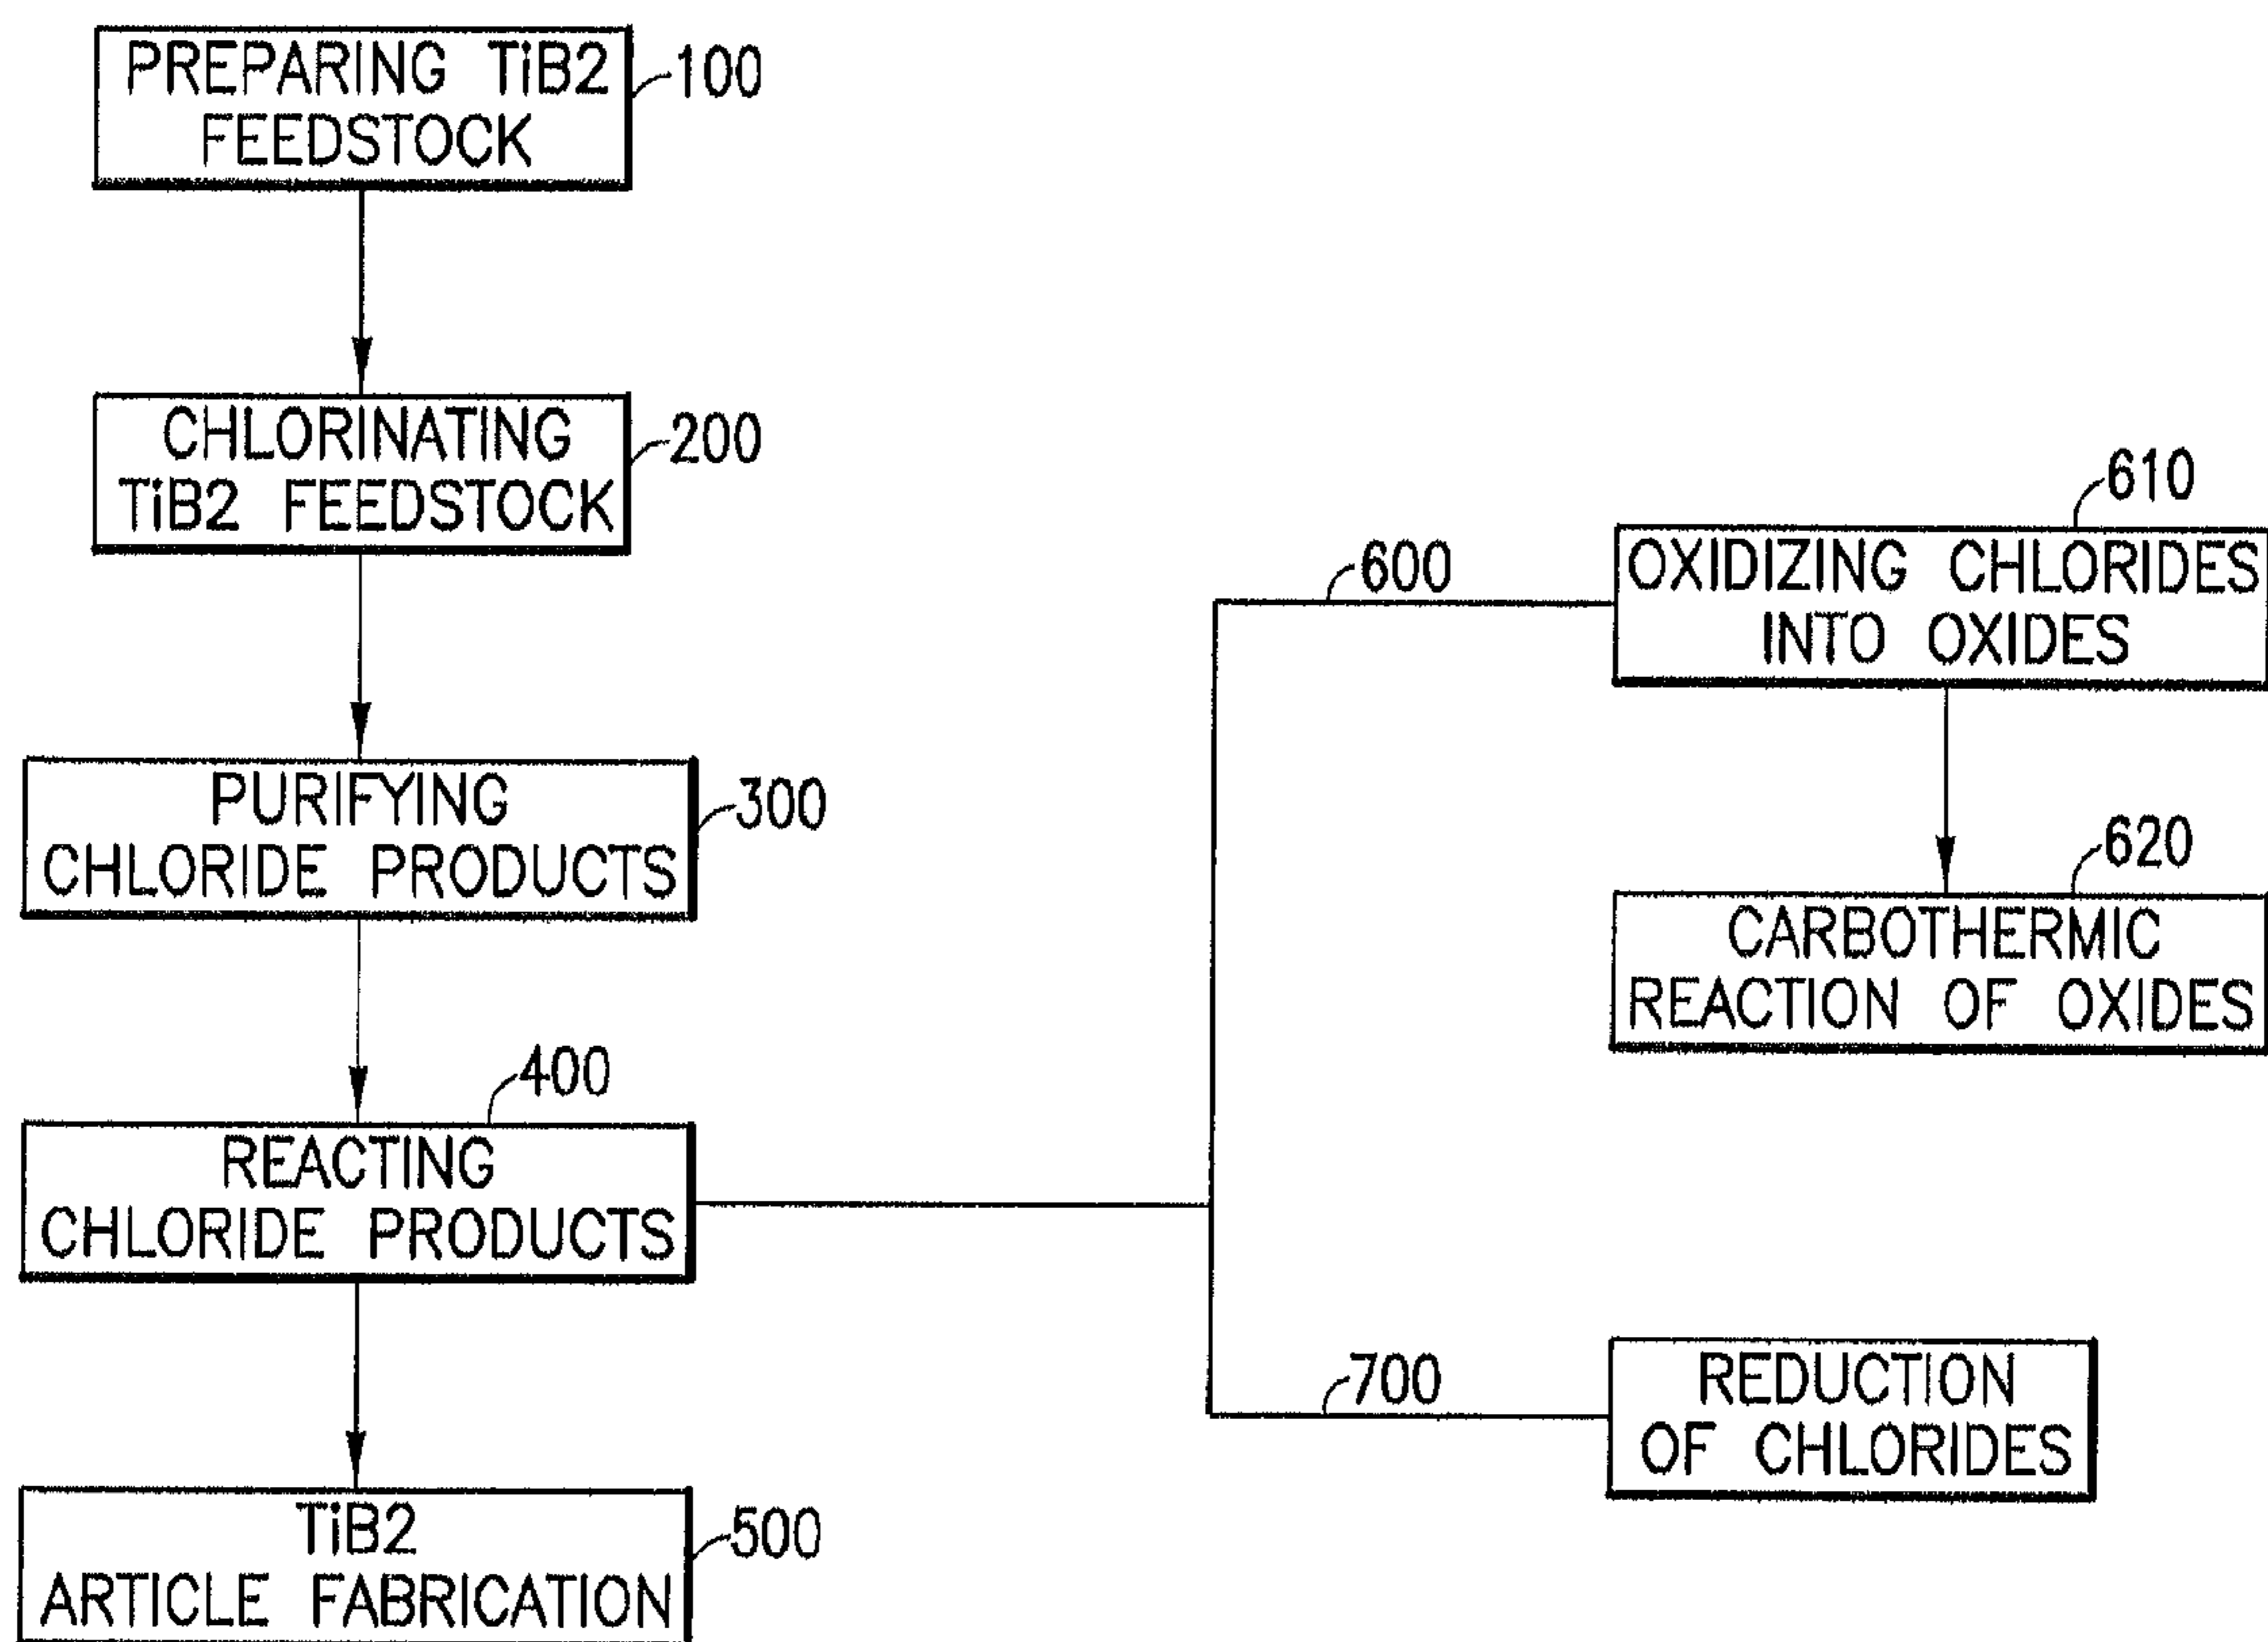 PREPARING TiB2
FEEDSTOCK
100
CHLORINATING
TiB2 FEEDSTOCK
200
PURIFYING
CHLORIDE PRODUCTS
300
400
REACTING
CHLORIDE PRODUCTS
TiB2
ARTICLE FABRICATION
500
600
610
OXIDIZING CHLORIDES
INTO OXIDES
620
CARBOTHERMIC
REACTION OF OXIDES
700
REDUCTION
OF CHLORIDES